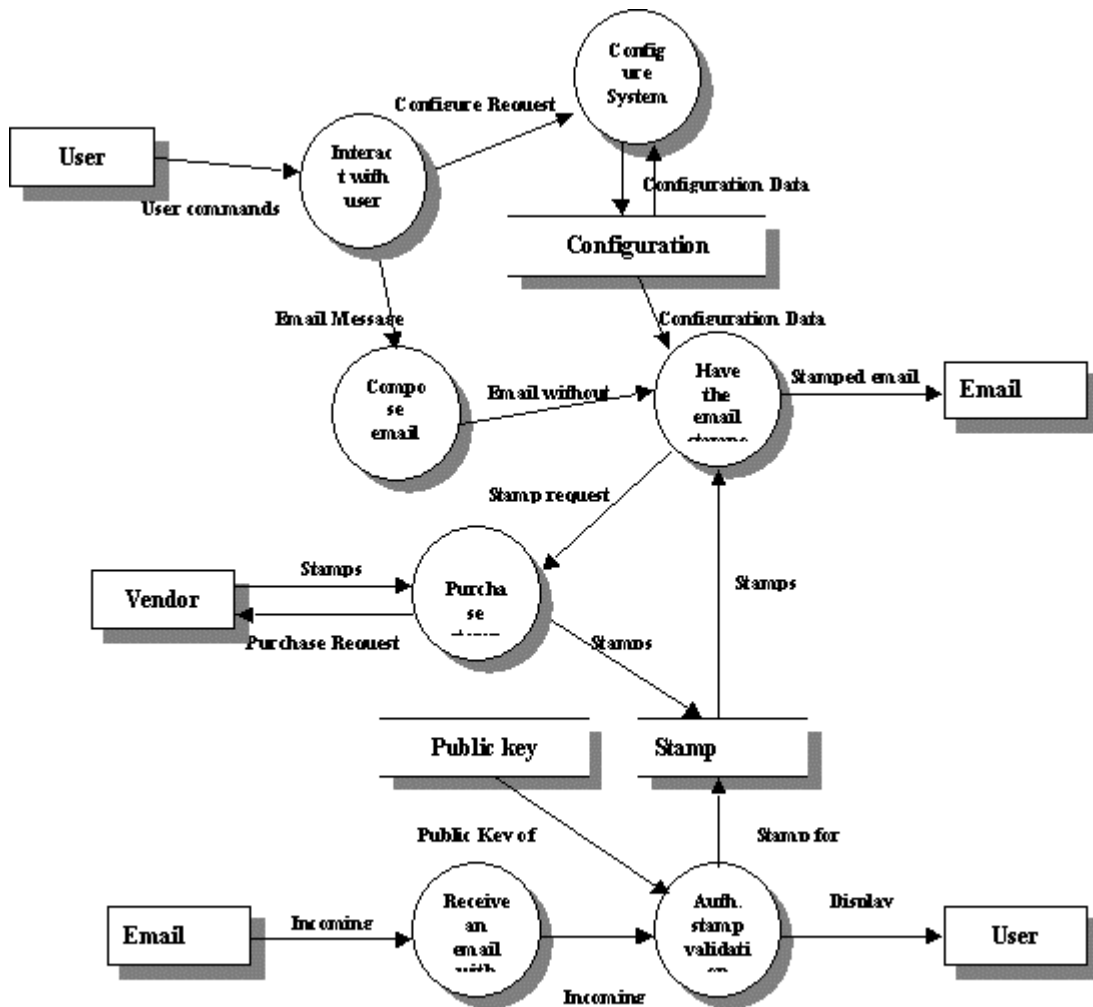 Config
ure
System
Configure Request
User
Interac
t with
user
User commands
Configuration Data
Configuration
Email Message
Configuration Data
Compo
se
email
Email without
Have
the
email
Stamped email
Email
Stamp request
Stamps
Vendor
Purchase Request
Purcha
se
Stamps
Stamps
Public key
Stamp
Public Key of
Stamp for
Email
Incoming
Receive
an
email
with
Incoming
Auth.
stamp
validati
on
Display
User